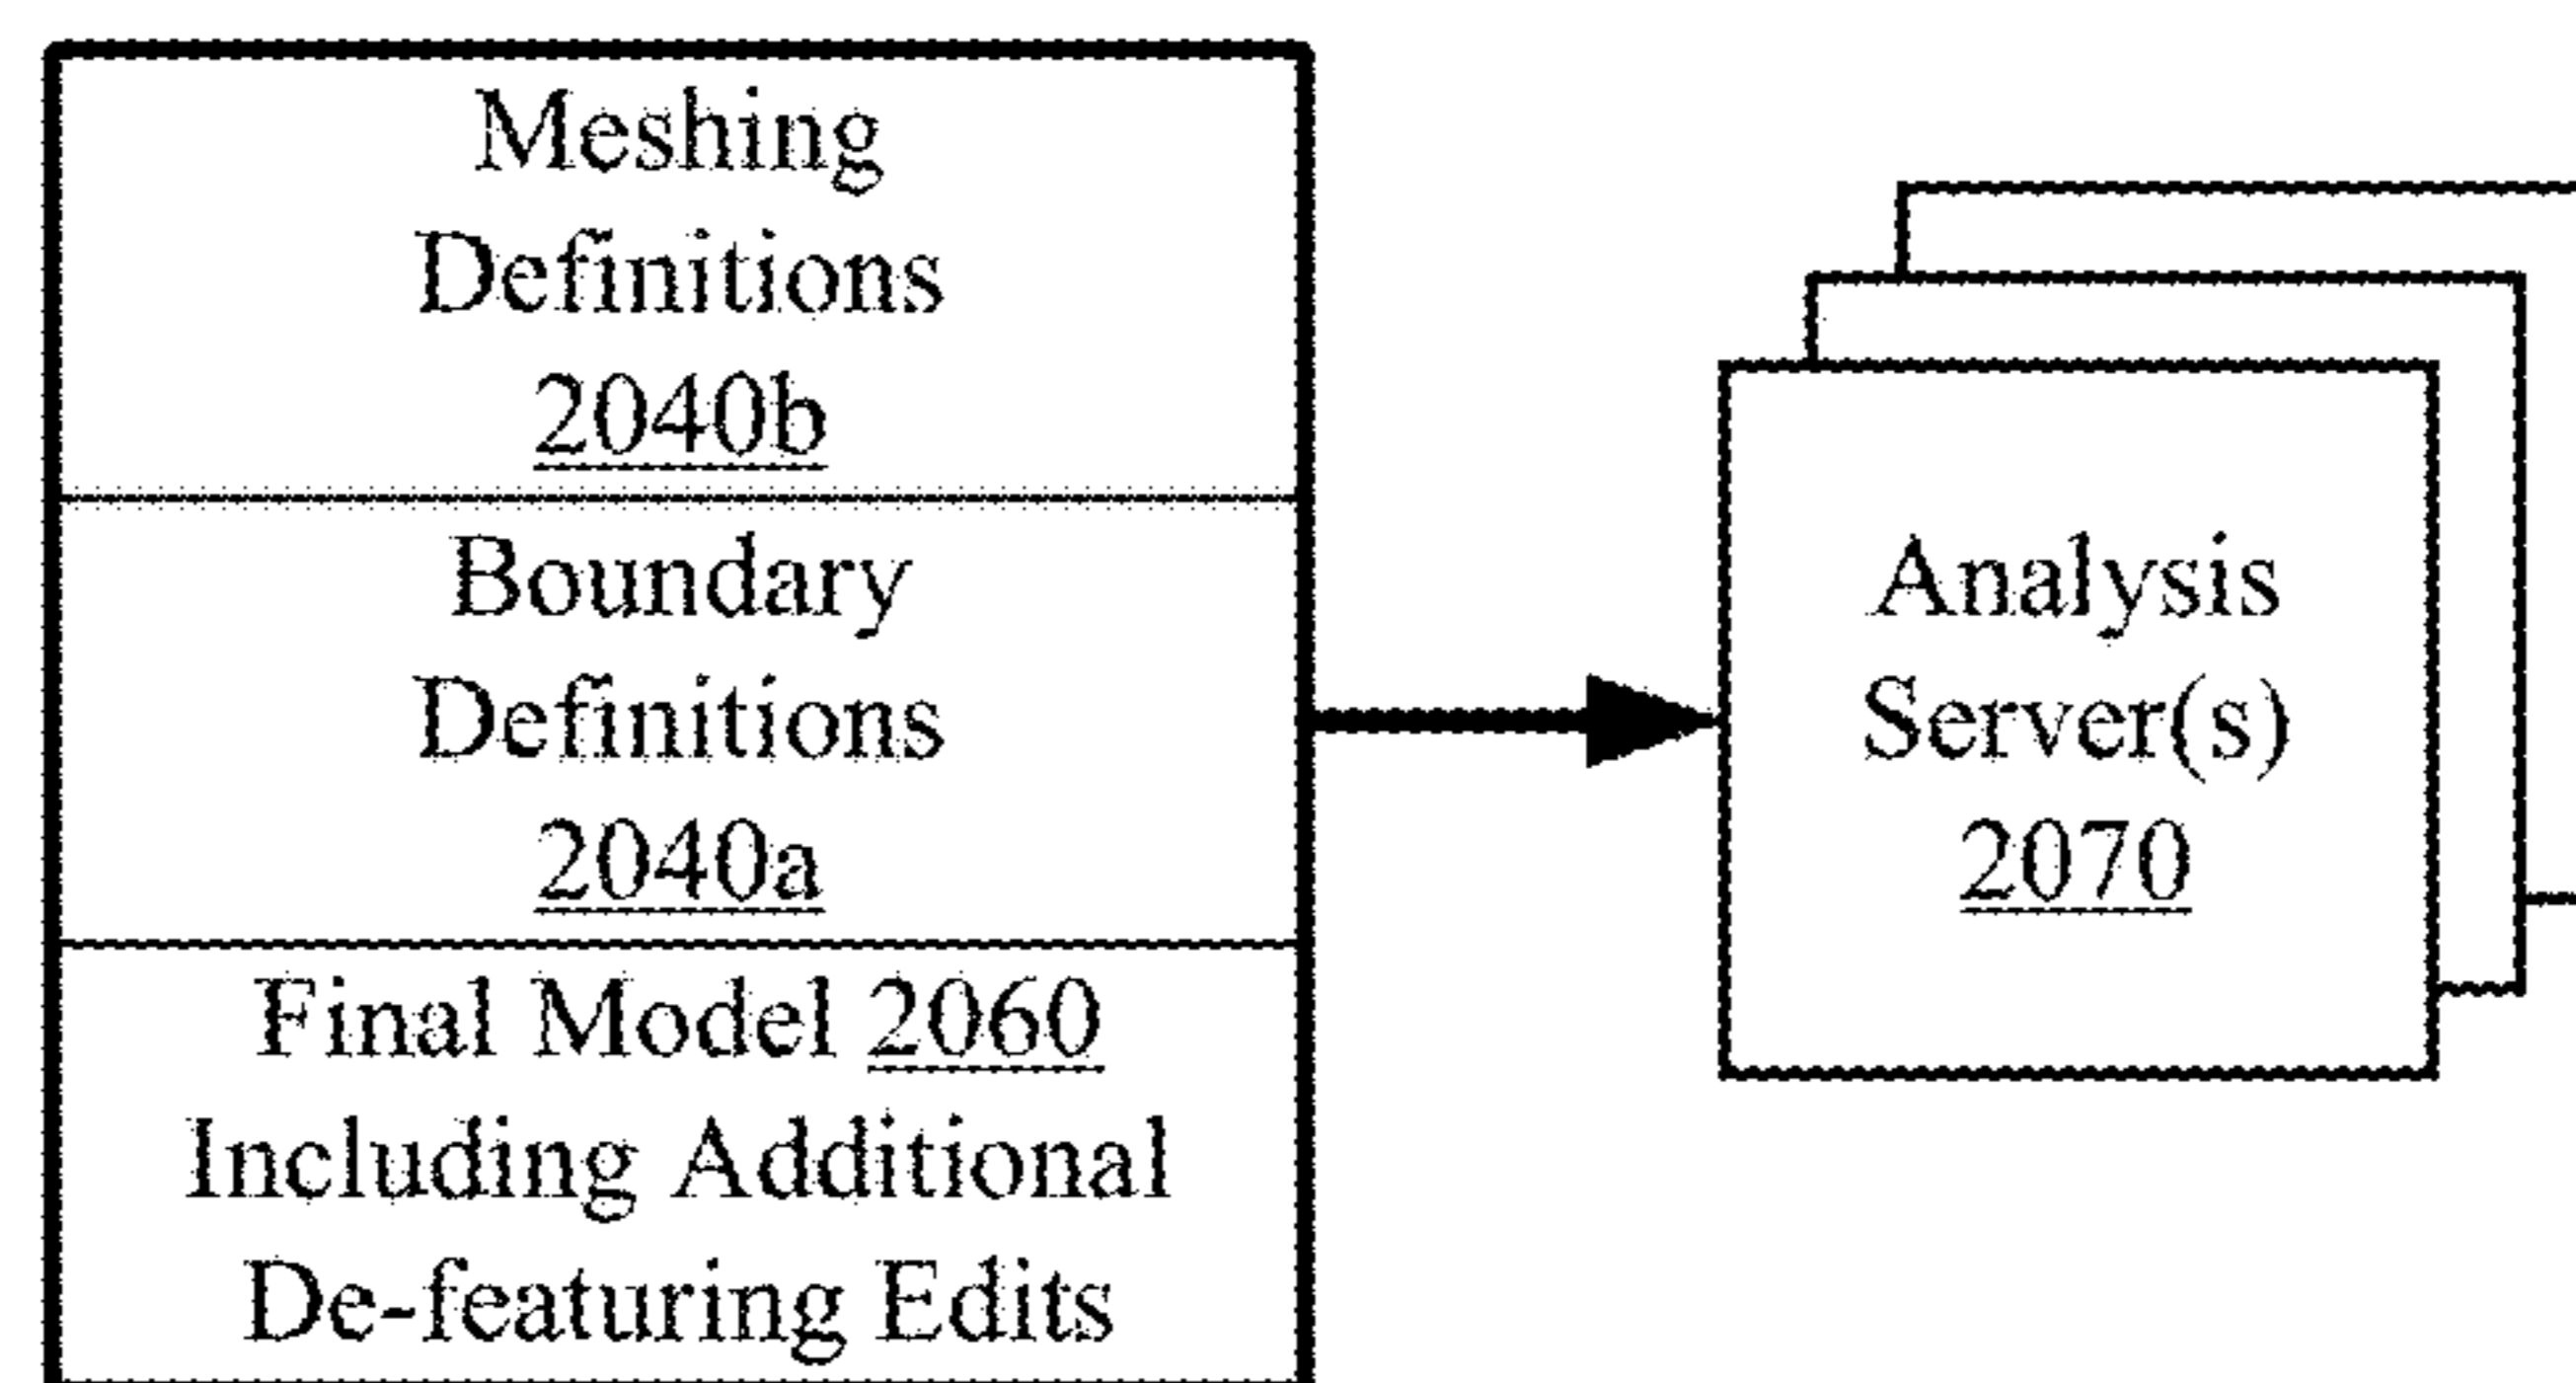 Meshing
Definitions
2040b
Boundary
Definitions
2040a
Final Model 2060
Including Additional
De-featuring Edits
Analysis
Server(s)
2070